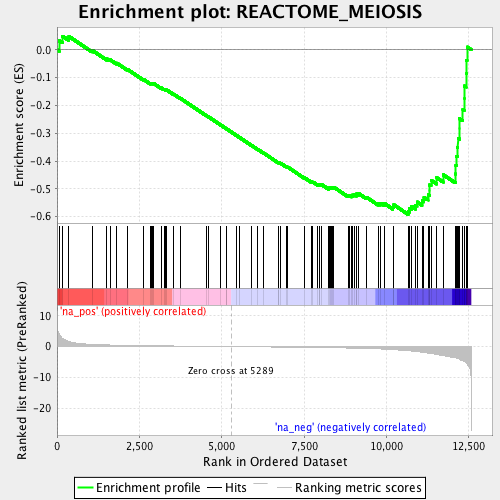 Enrichment plot: REACTOME_MEIOSIS
Enrichment score (ES)
0.0
-0.1
-0.2
-0.3
-0.4
-0.5
-0.6
'na_pos' (positively correlated)
Ranked list metric (PreRanked)
10
0
-10
-20
Zero cross at 5289
'na_neg' (negatively correlated)
0
2,500
5,000
7,500
10,000
12,500
Rank in Ordered Dataset
Enrichment profile
Hits
Ranking metric scores